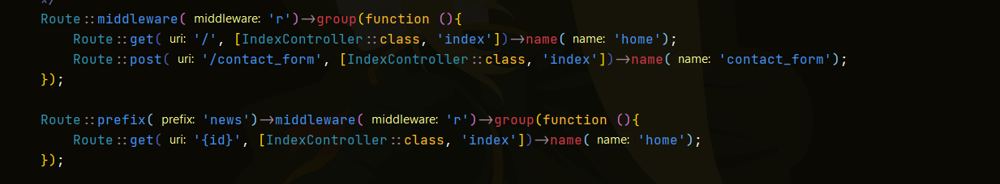 */
Route::middleware( middleware: 'r')->group(function (){
Route::get( uri: '/', [IndexController::class, 'index'])->name( name: 'home');
Route::post( uri: '/contact_form', [IndexController::class, 'index'])->name( name: 'contact_form');
});
Route::prefix( prefix: 'news')->middleware( middleware: 'r')->group(function (){
Route::get( uri: '{id}', [IndexController::class, 'index'])->name( name: 'home');
});